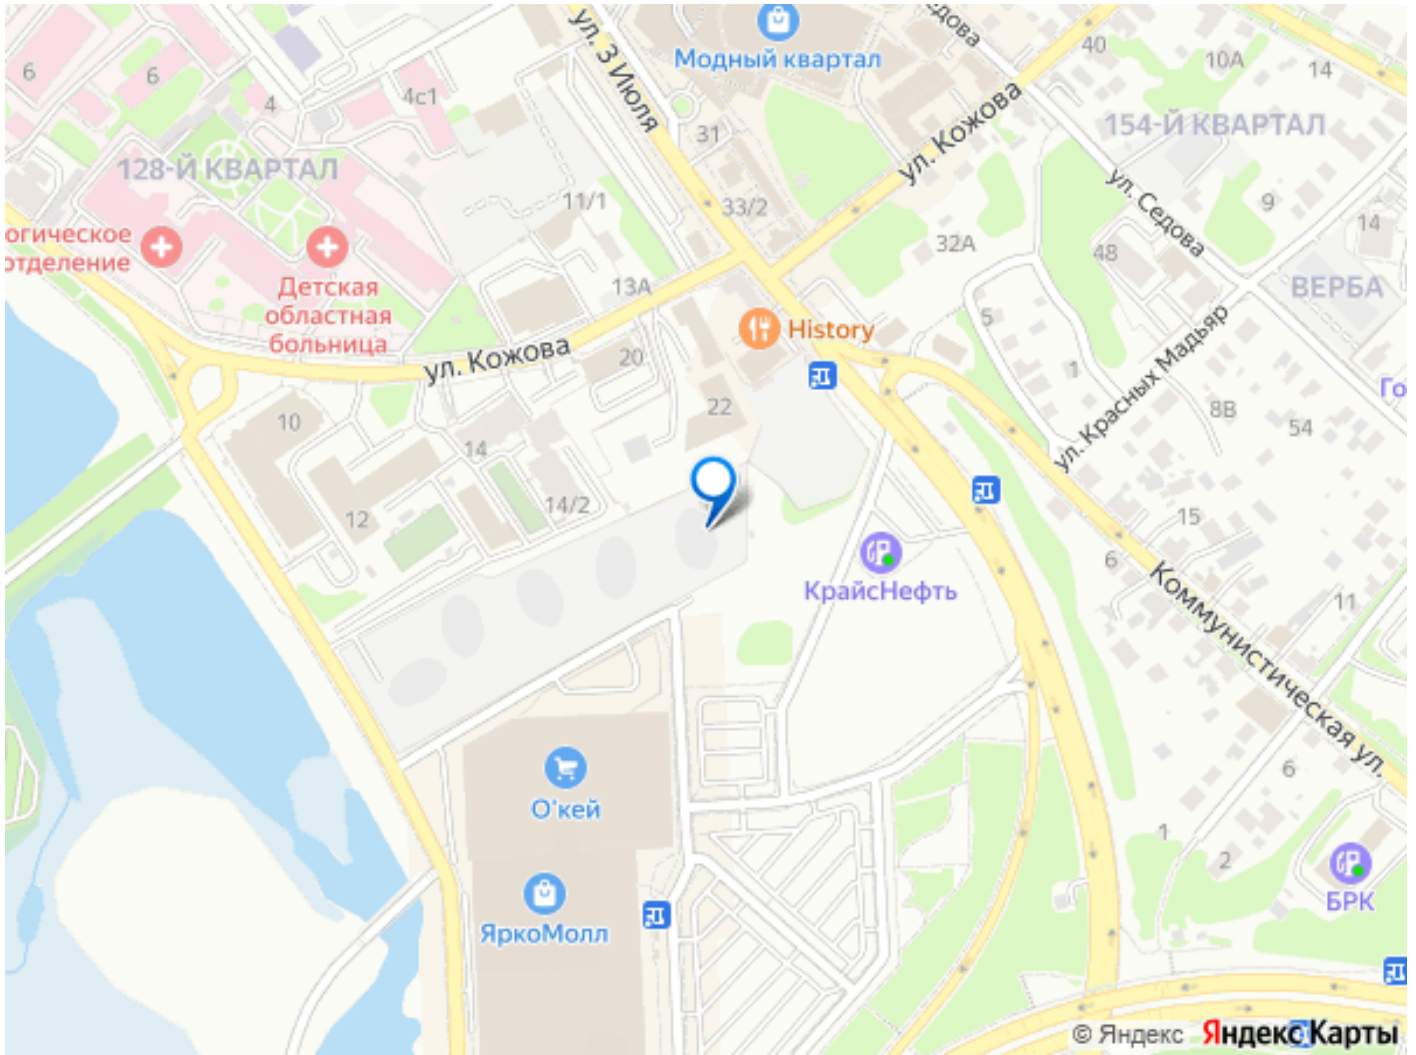 Седова
ул. 3 Июля
Модный квартал
40
10А
14
6
6
4
4с1
31
ул. Кожова
154-Й КВАРТАЛ
128-Й КВАРТАЛ
ул. Седова
11/1
33/2
9
14
огическое
отделение
32А
48
Детская
областная
больница
13А
ВЕРБА
5
History
ул. Кожова
20
1
ул. Красных Мадьяр
Го
22
8В
54
10
14
14/2
12
15
6
КрайсНефть
Коммунистическая ул.
11
О'кей
6
1
2
ЯркоМолл
БРК
© Яндекс Яндекс Карты